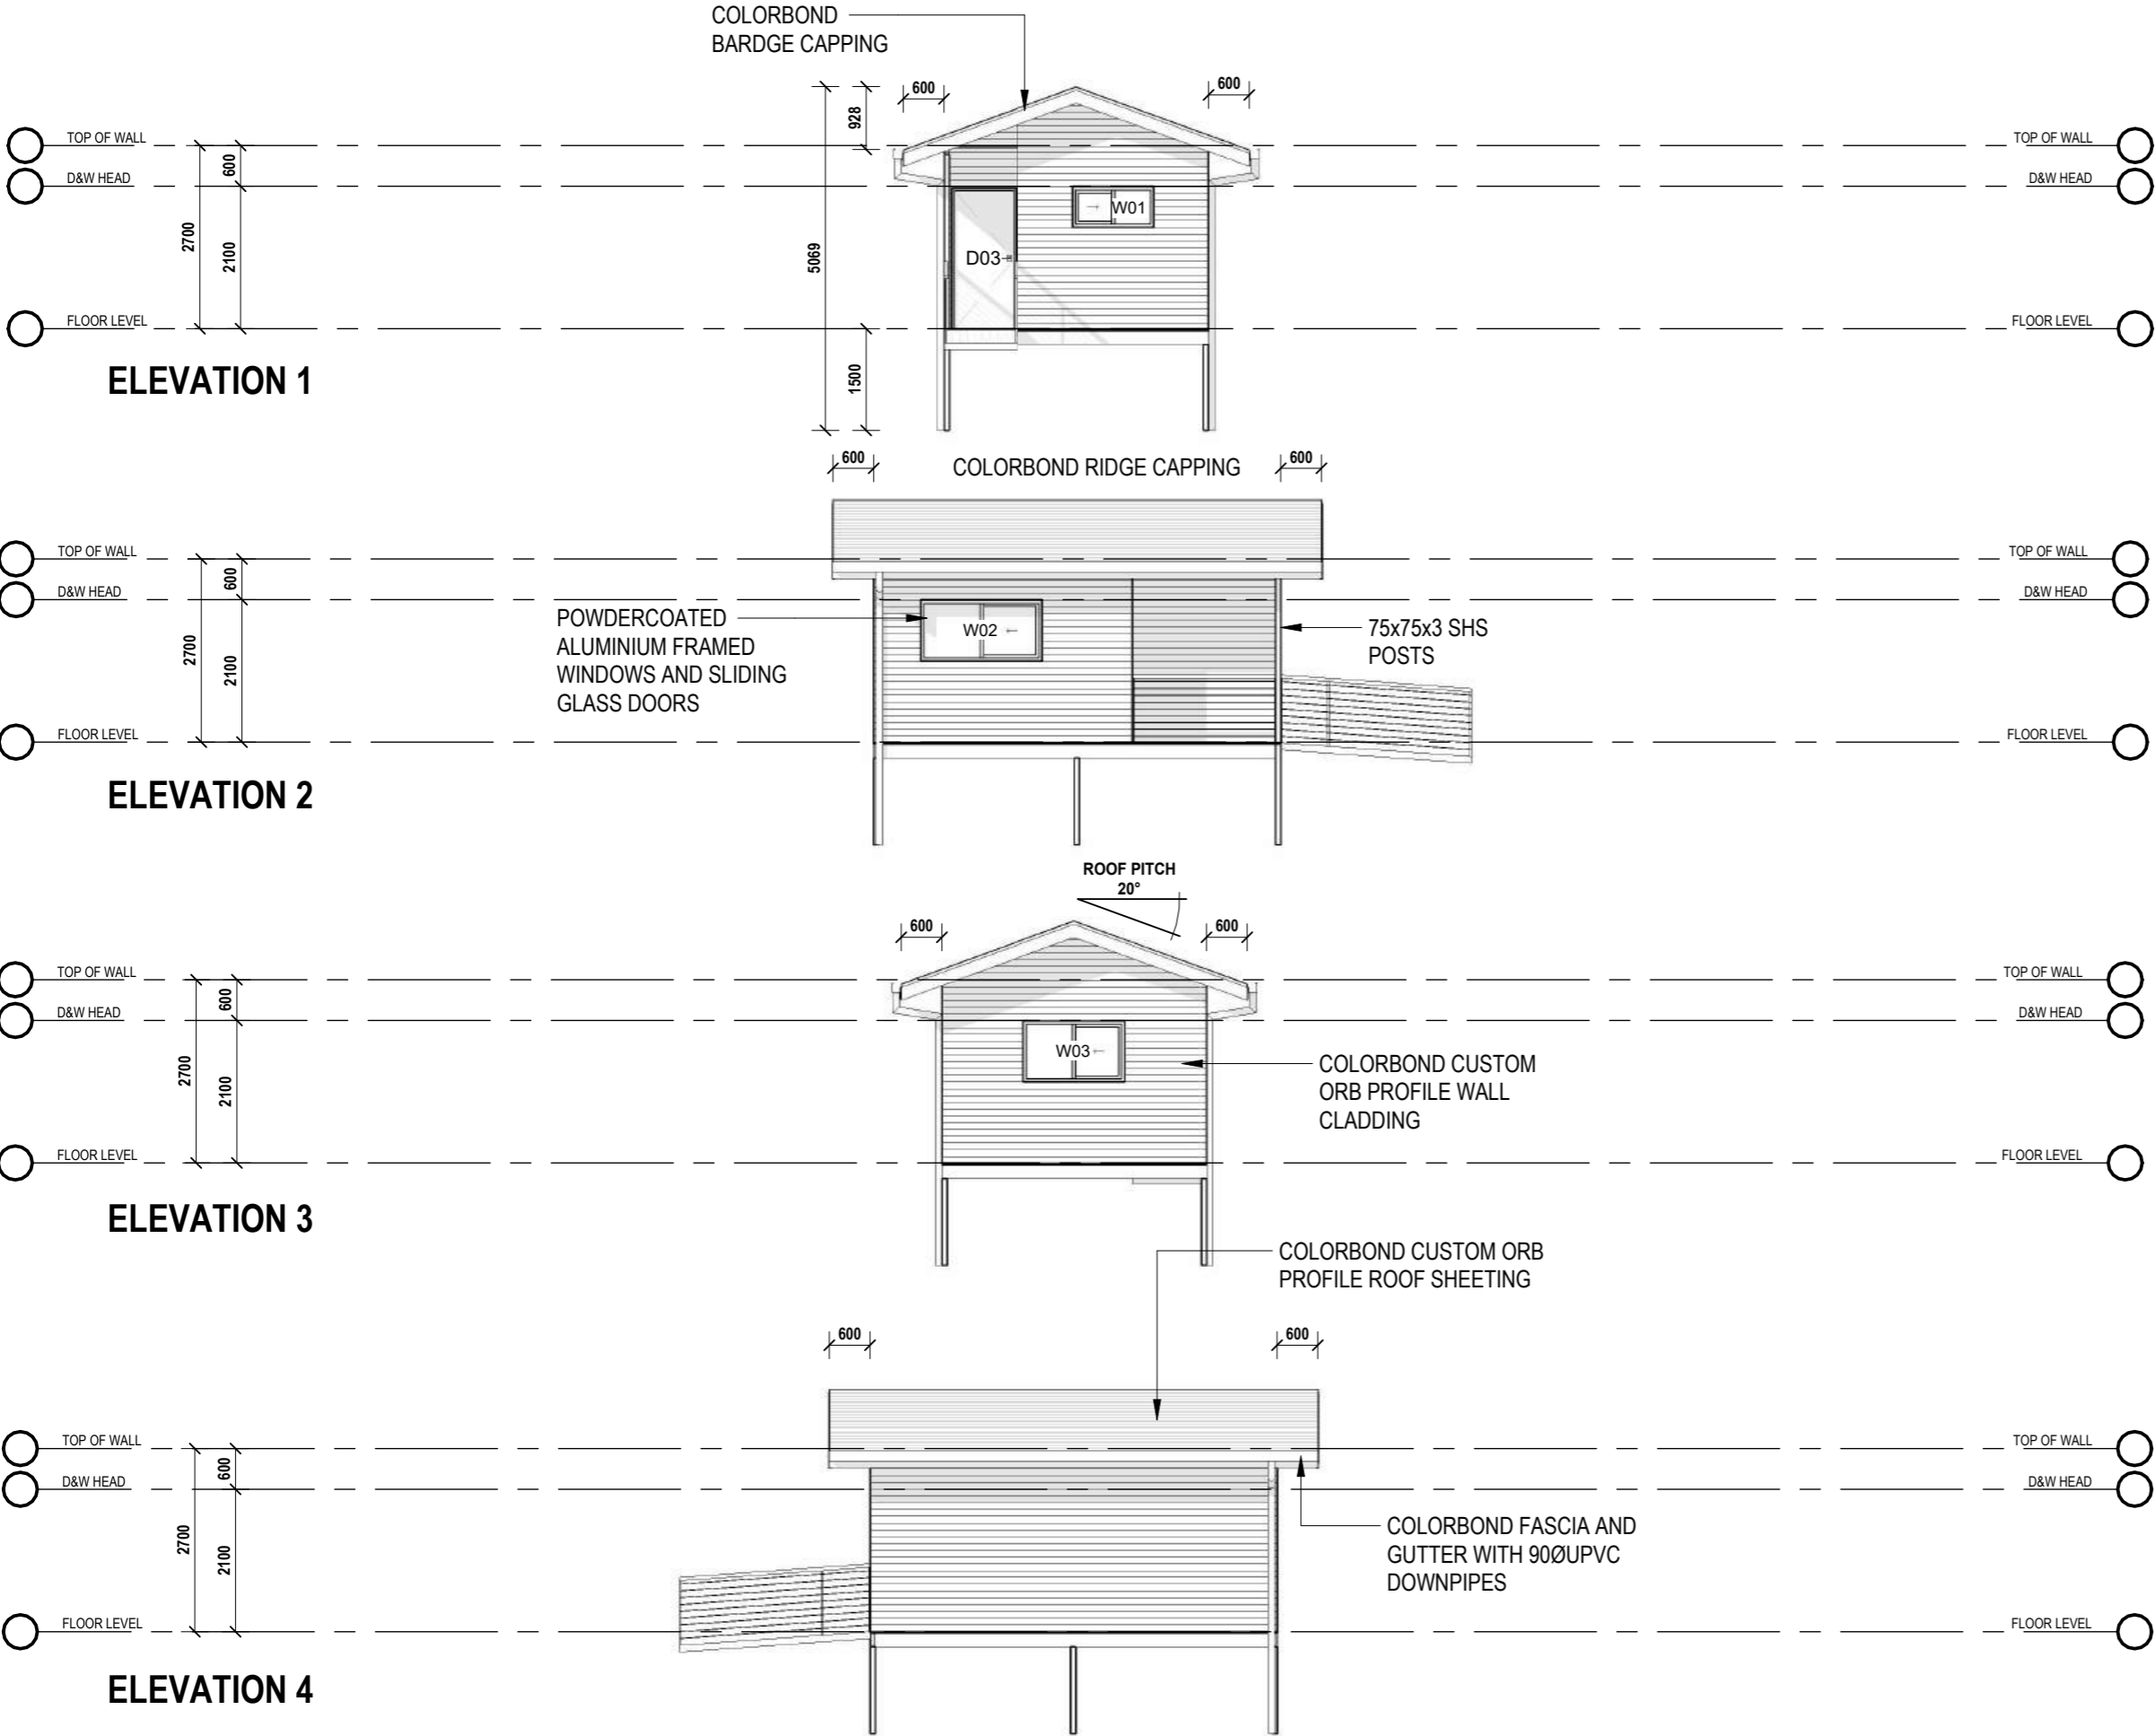 COLORBOND
BARDGE CAPPING
600
600
928
TOP OF WALL
TOP OF WALL
600
D&W HEAD
D&W HEAD
W01
2700
2100
5069
D03
FLOOR LEVEL
FLOOR LEVEL
1500
ELEVATION 1
600
COLORBOND RIDGE CAPPING
600
TOP OF WALL
TOP OF WALL
600
D&W HEAD
D&W HEAD
POWDERCOATED
ALUMINIUM FRAMED
WINDOWS AND SLIDING
GLASS DOORS
W02
75x75x3 SHS
POSTS
2700
2100
FLOOR LEVEL
FLOOR LEVEL
ELEVATION 2
ROOF PITCH
20°
600
600
TOP OF WALL
TOP OF WALL
600
D&W HEAD
D&W HEAD
W03
2700
2100
COLORBOND CUSTOM
ORB PROFILE WALL
CLADDING
FLOOR LEVEL
FLOOR LEVEL
ELEVATION 3
COLORBOND CUSTOM ORB
PROFILE ROOF SHEETING
600
600
TOP OF WALL
TOP OF WALL
600
D&W HEAD
D&W HEAD
2700
2100
COLORBOND FASCIA AND
GUTTER WITH 90ØUPVC
DOWNPIPES
FLOOR LEVEL
FLOOR LEVEL
ELEVATION 4